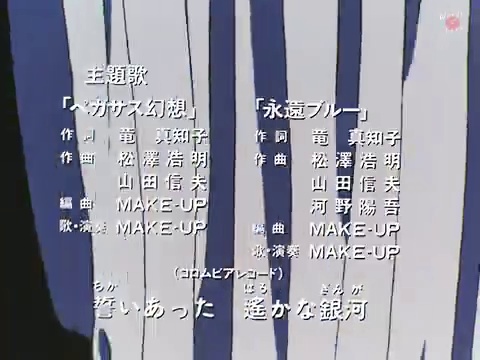 主題歌
「ペガサス幻想」
作詞 竜 真知子
作曲 松澤浩明
山田信夫
編曲 MAKE-UP
歌・演奏 MAKE-UP
「永遠ブルー」
作詞 竜 真知子
作曲 松澤浩明
山田信夫
河野陽吾
編曲 MAKE-UP
歌・演奏 MAKE-UP
(コロムビアレコード)
ちか はる ぎんが
誓いあった 遙かな銀河